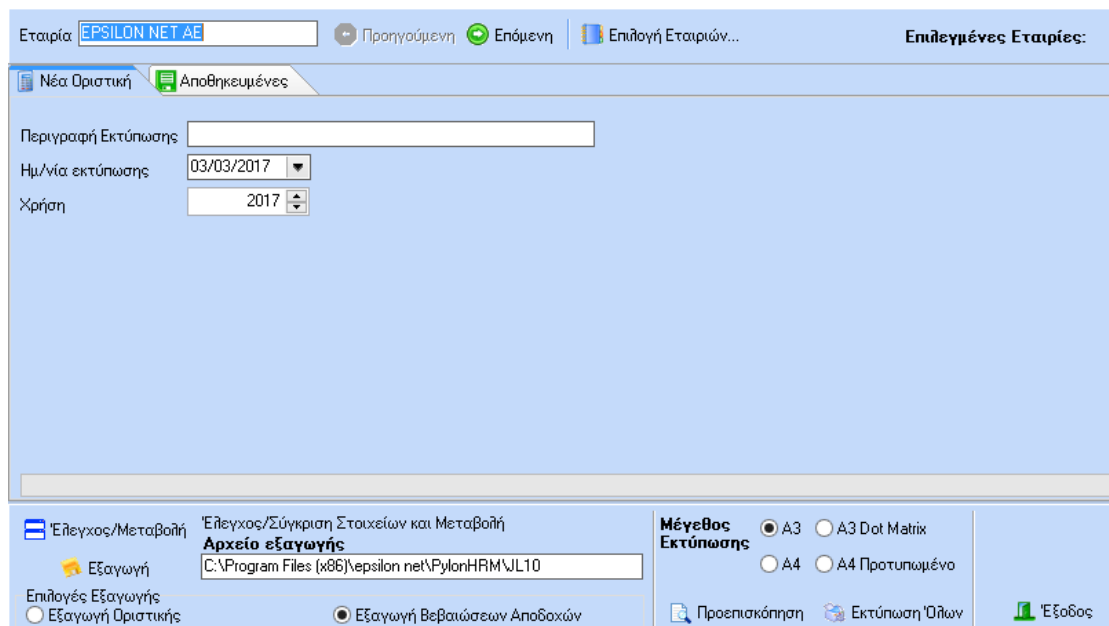 Εταιρία EPSILON NET AE Προηγούμενη Επόμενη Επιλογή Εταιριών... Επιλεγμένες Εταιρίες:
Νέα Οριστική Αποθηκευμένες
Περιγραφή Εκτύπωσης
Ημ/νία εκτύπωσης 03/03/2017
Χρήση 2017
Έλεγχος/Μεταβολή Έλεγχος/Σύγκριση Στοιχείων και Μεταβολή
Αρχείο εξαγωγής
Εξαγωγή C:\Program Files (x86)\epsilon net\PylonHRM\JL10
Επιλογές Εξαγωγής
Εξαγωγή Οριστικής Εξαγωγή Βεβαιώσεων Αποδοχών
Μέγεθος Εκτύπωσης A3 A3 Dot Matrix
A4 A4 Προτυπωμένο
Προεπισκόπηση Εκτύπωση Όλων Έξοδος